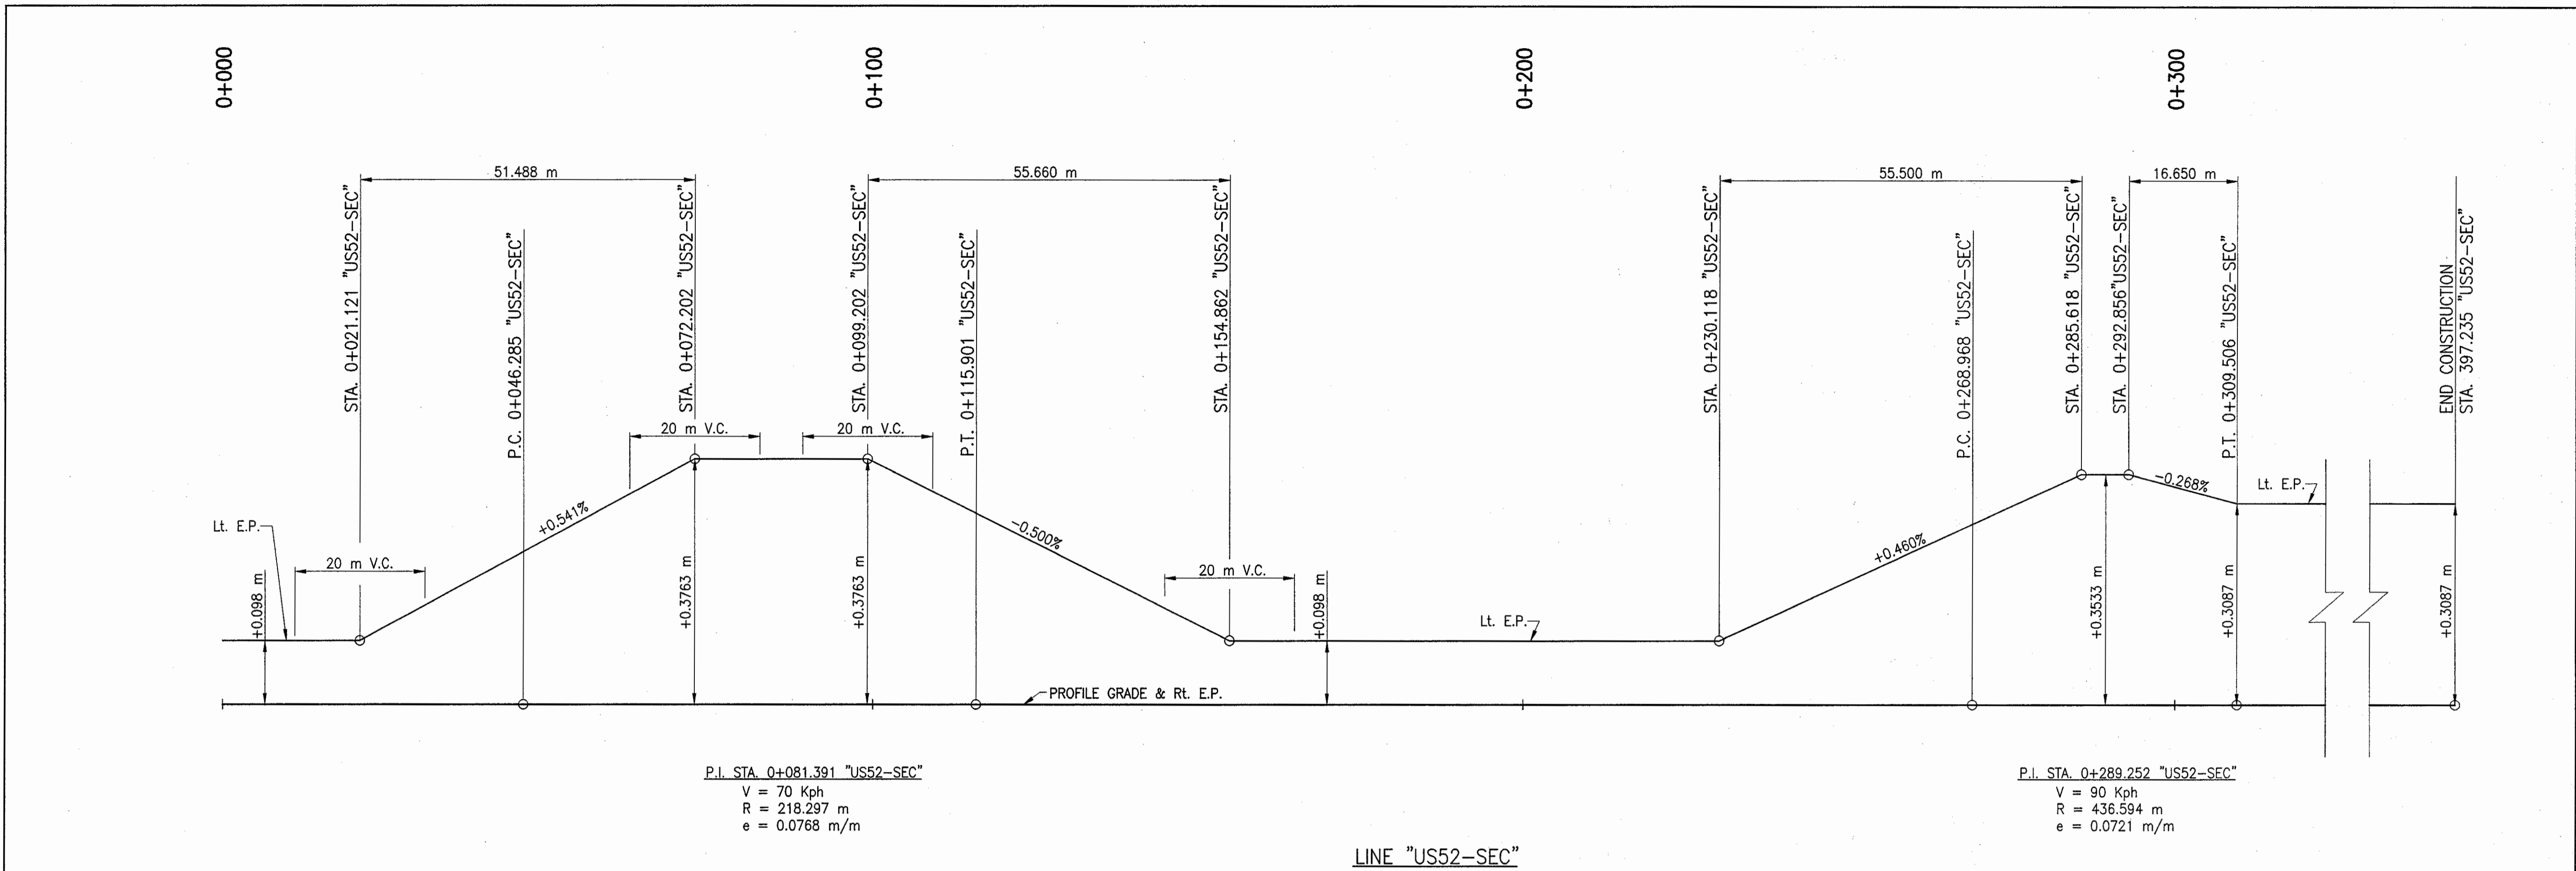 0+000
0+100
0+200
0+300
51.488 m
55.660 m
55.500 m
16.650 m
STA. 0+021.121 "US52-SEC"
P.C. 0+046.285 "US52-SEC"
STA. 0+072.202 "US52-SEC"
STA. 0+099.202 "US52-SEC"
P.T. 0+115.901 "US52-SEC"
STA. 0+154.862 "US52-SEC"
STA. 0+230.118 "US52-SEC"
P.C. 0+268.968 "US52-SEC"
STA. 0+285.618 "US52-SEC"
STA. 0+292.856"US52-SEC"
P.T. 0+309.506 "US52-SEC"
END CONSTRUCTION
STA. 397.235 "US52-SEC"
20 m V.C.
20 m V.C.
Lt. E.P.
+0.541%
-0.500%
+0.460%
-0.268%
Lt. E.P.
20 m V.C.
20 m V.C.
+0.098 m
+0.3763 m
+0.3763 m
+0.098 m
Lt. E.P.
+0.3533 m
+0.3087 m
+0.3087 m
PROFILE GRADE & Rt. E.P.
P.I. STA. 0+081.391 "US52-SEC"
V = 70 Kph
R = 218.297 m
e = 0.0768 m/m
P.I. STA. 0+289.252 "US52-SEC"
V = 90 Kph
R = 436.594 m
e = 0.0721 m/m
LINE "US52-SEC"